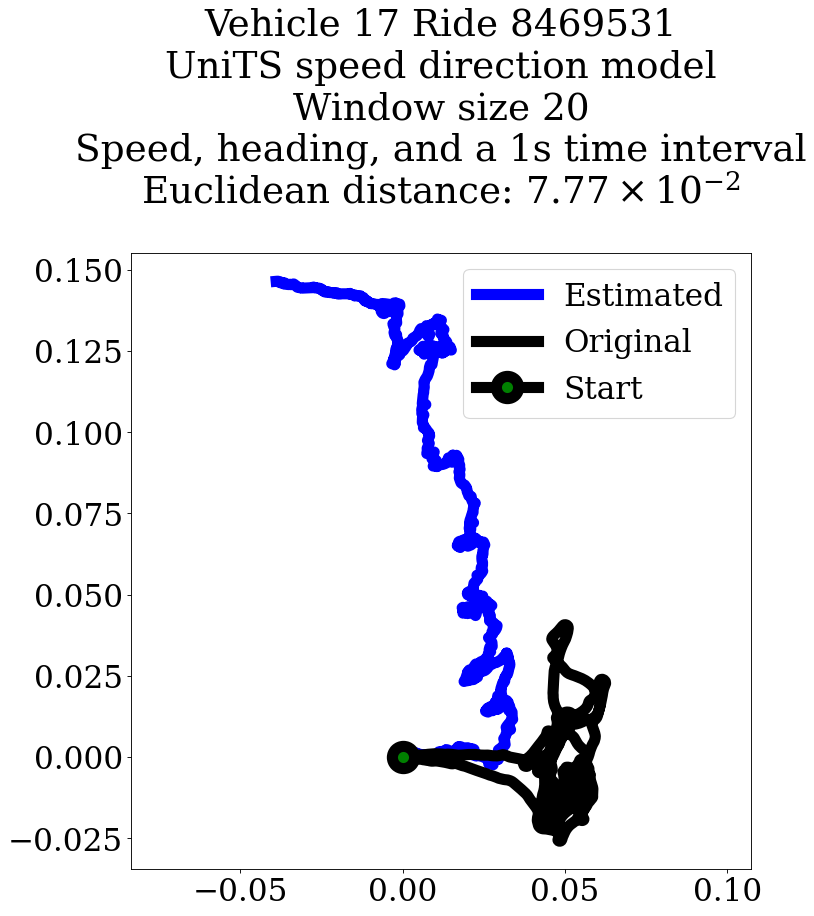 Vehicle 17 Ride 8469531
UniTS speed direction model
Window size 20
Speed, heading, and a 1s time interval
Euclidean distance: 7.77 × 10⁻²
0.150
Estimated
0.125
Original
Start
0.100
0.075
0.050
0.025
0.000
−0.025
−0.05 0.00 0.05 0.10